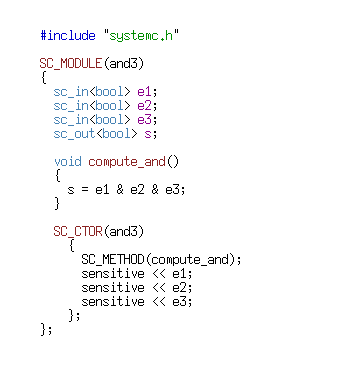 #include "systemc.h"
SC_MODULE(and3)
{
sc_in<bool> e1;
sc_in<bool> e2;
sc_in<bool> e3;
sc_out<bool> s;
void compute_and()
{
s = e1 & e2 & e3;
}
SC_CTOR(and3)
{
SC_METHOD(compute_and);
sensitive << e1;
sensitive << e2;
sensitive << e3;
};
};